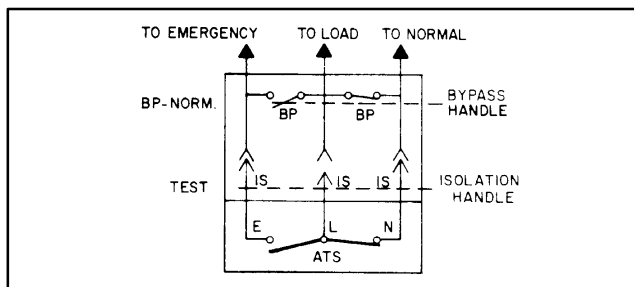 TO EMERGENCY TO LOAD TO NORMAL
BP-NORM. BP BP BYPASS HANDLE
TEST IS IS IS ISOLATION HANDLE
E L N
ATS